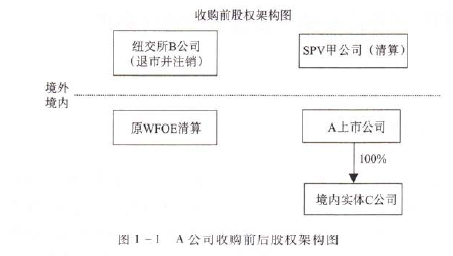 收购前股权架构图
纽交所B公司
（退市并注销）
SPV甲公司（清算）
境外
境内
原WFOE清算
A上市公司
100%
境内实体C公司
图 1-1 A 公司收购前后股权架构图